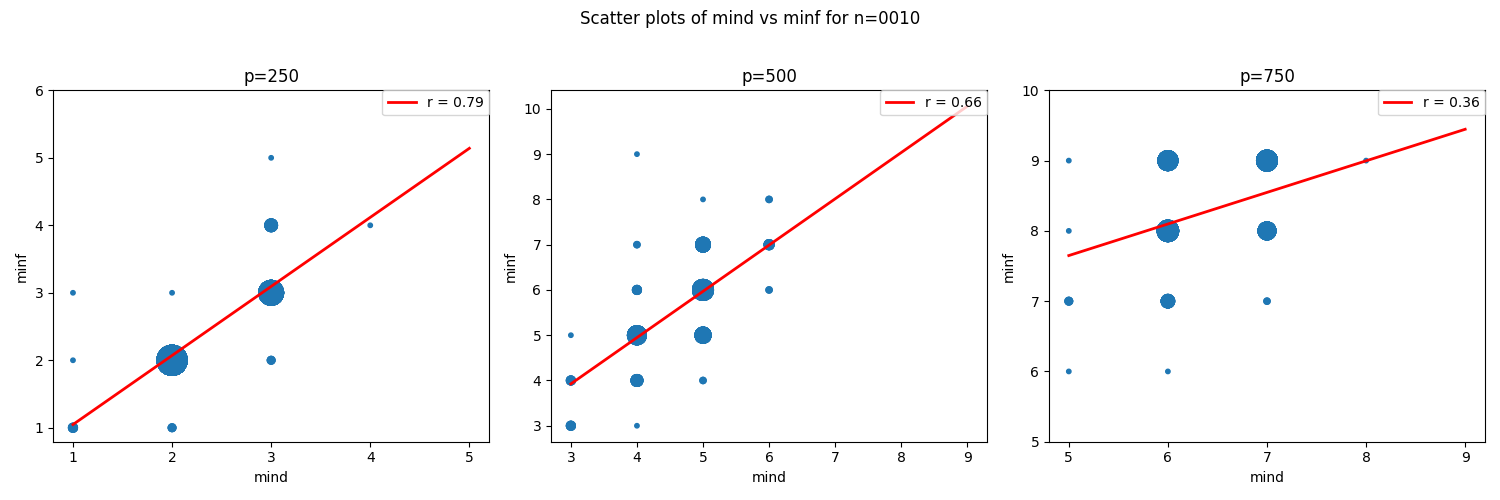 Scatter plots of mind vs minf for n=0010
p=250
r = 0.79
6
5
4
3
2
1
minf
1 2 3 4 5
mind
p=500
r = 0.66
10
9
8
7
6
5
4
3
minf
3 4 5 6 7 8 9
mind
p=750
r = 0.36
10
9
8
7
6
5
minf
5 6 7 8 9
mind